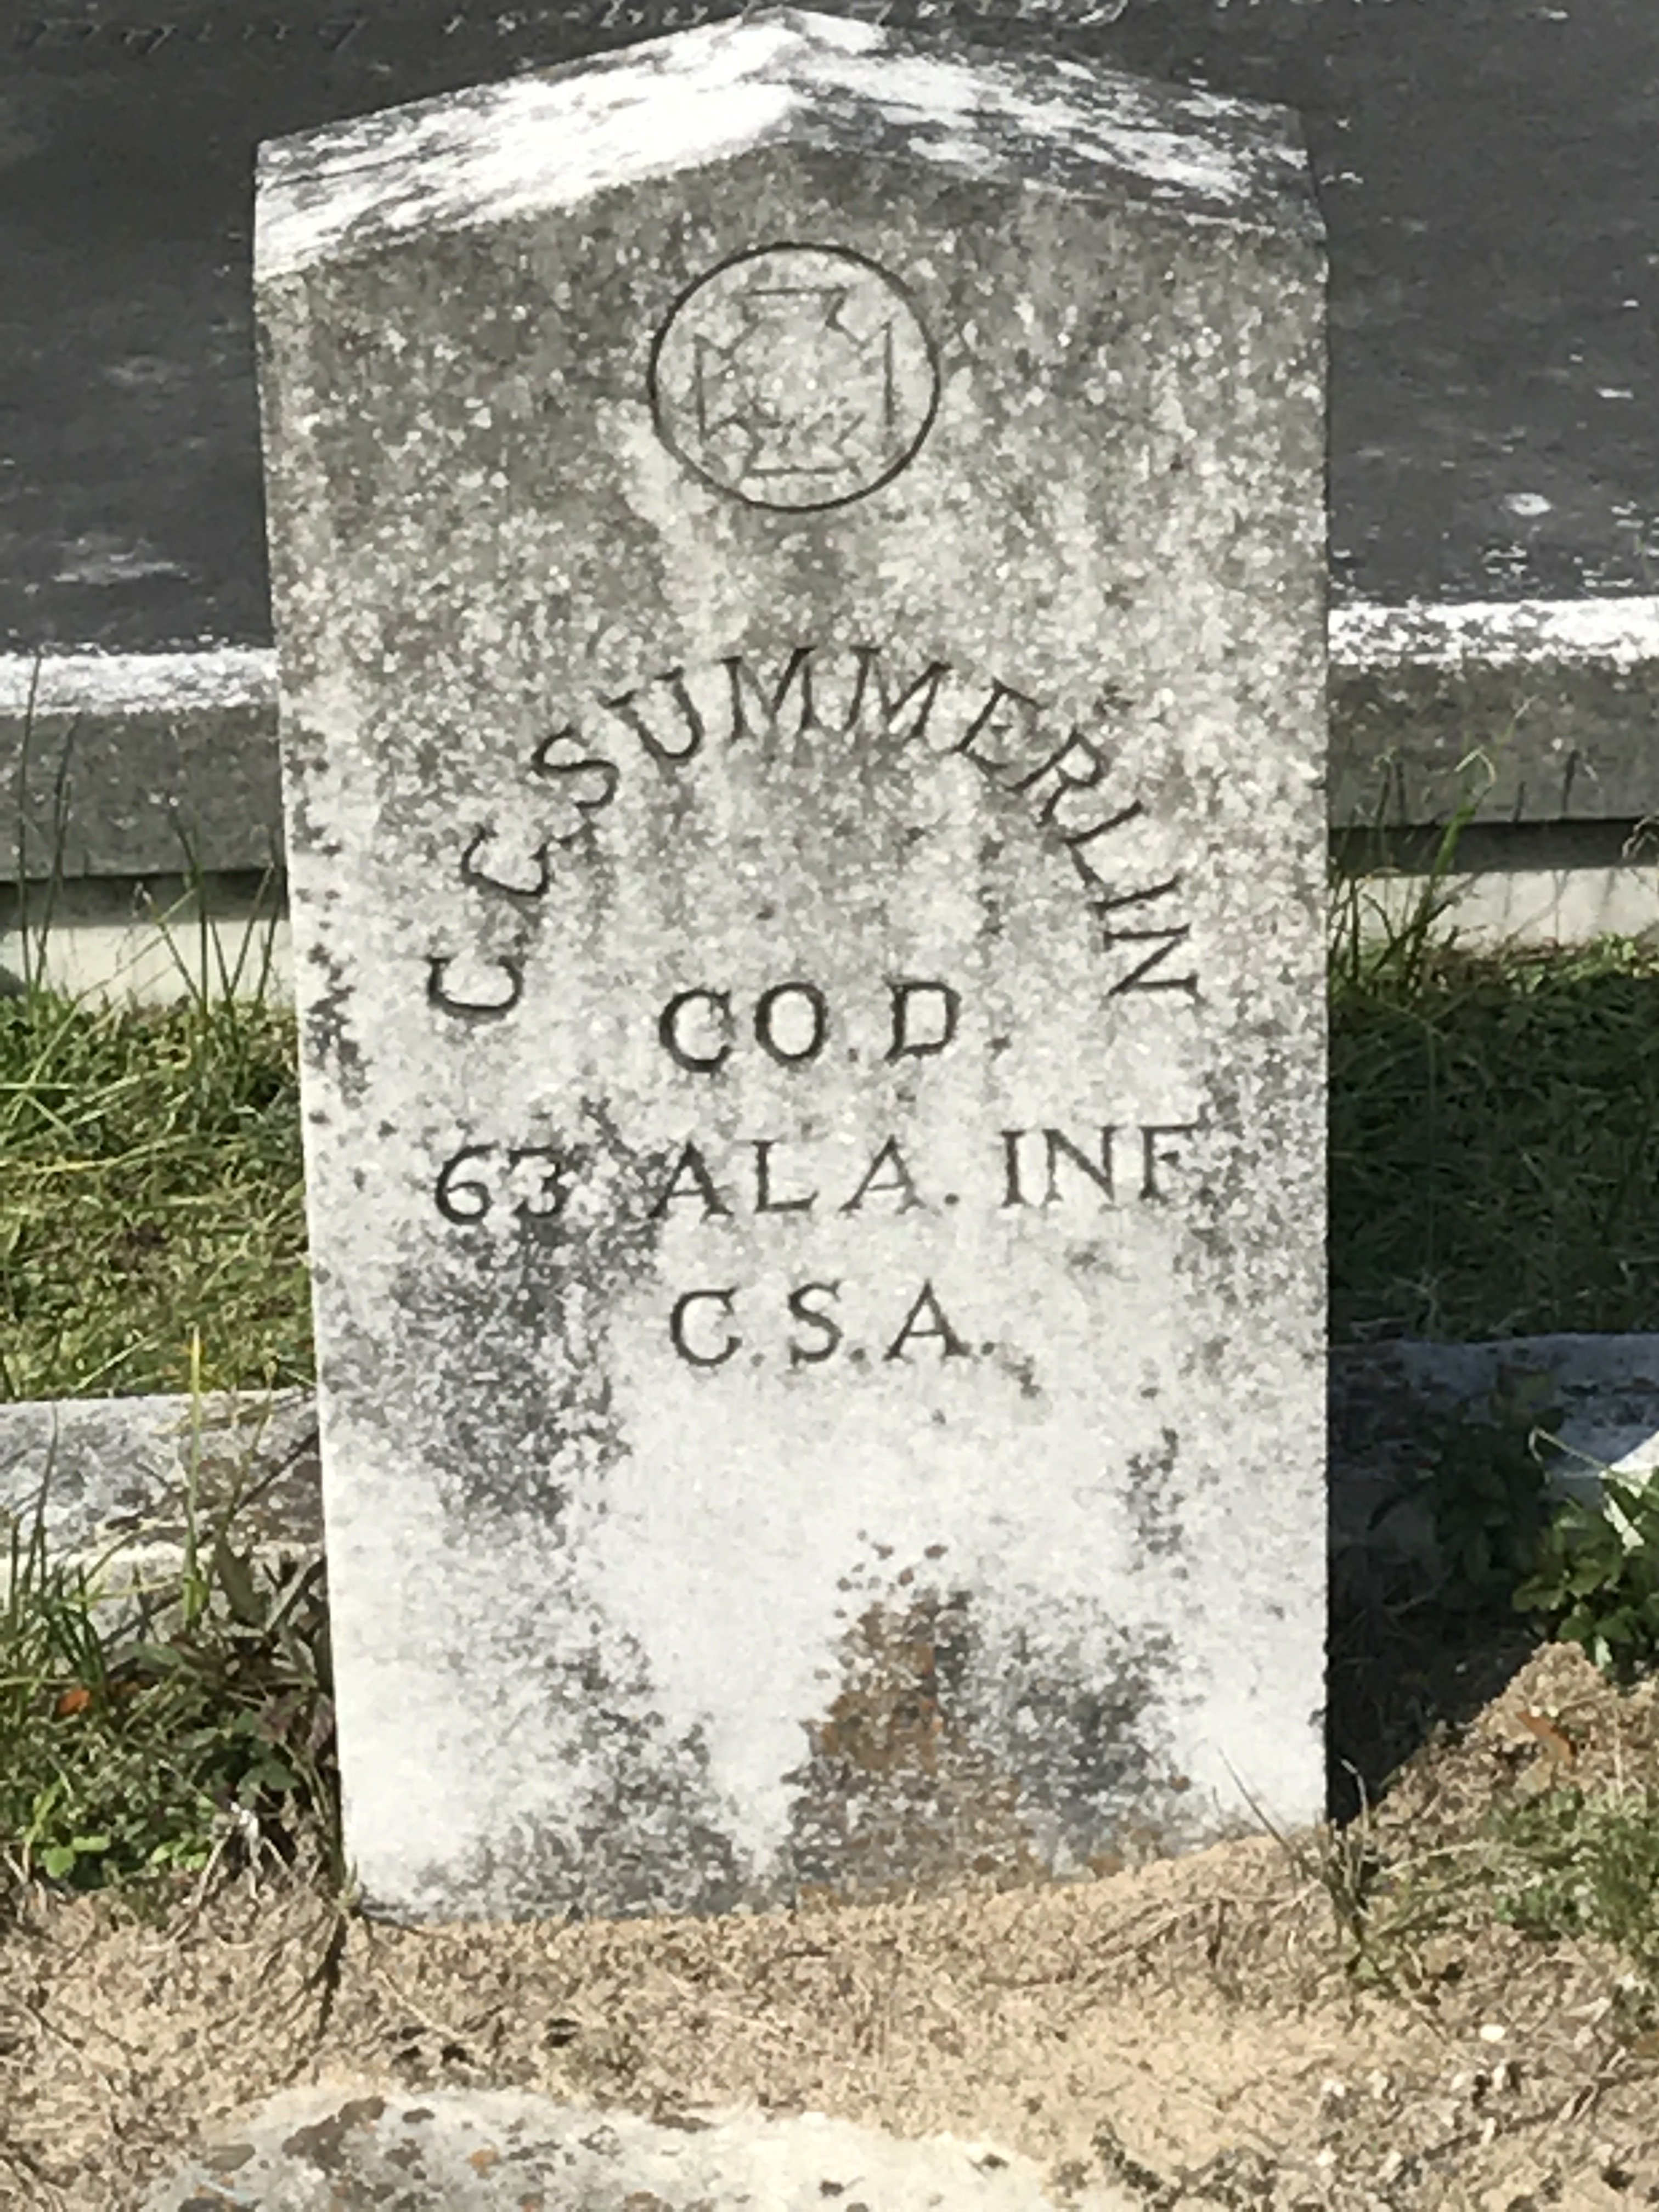 C. C. SUMMERLIN
CO. D.
63 ALA. INF.
C.S.A.